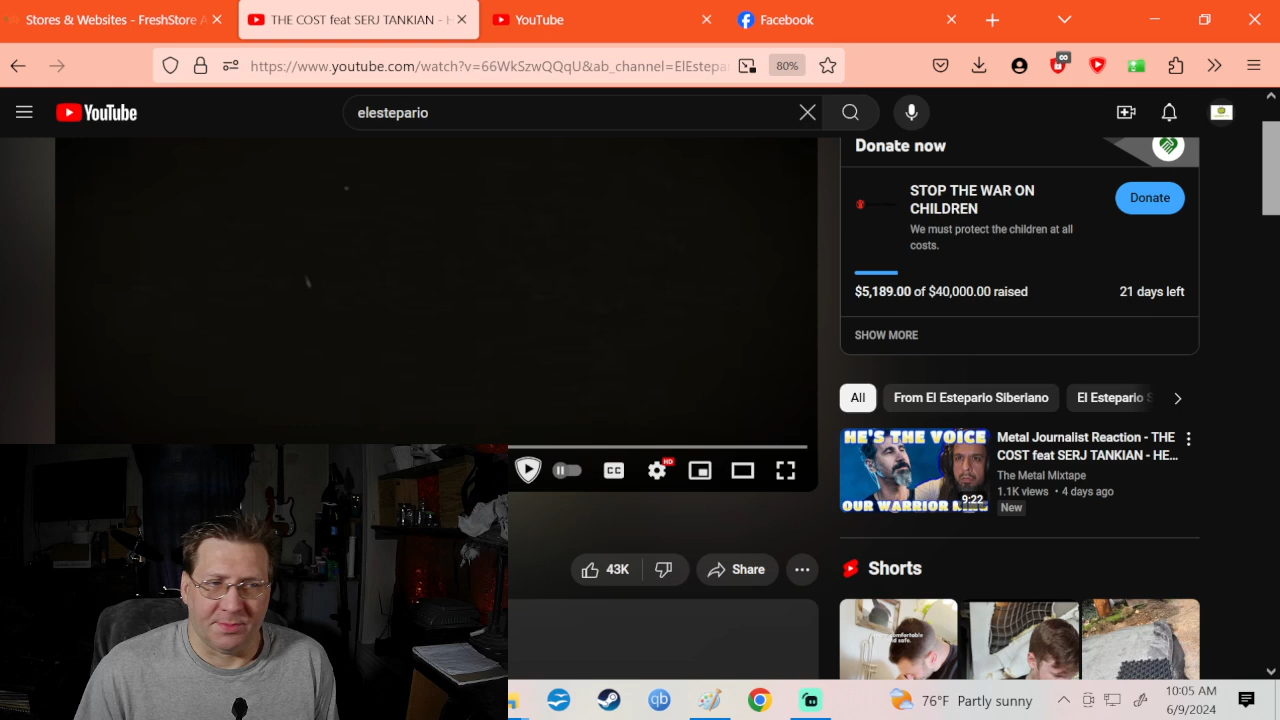 Stores & Websites - FreshStore
THE COST feat SERJ TANKIAN -
YouTube
Facebook
https://www.youtube.com/watch?v=66WkSzwQQqU&ab_channel=ElEstepar
80%
YouTube
elestepario
Donate now
STOP THE WAR ON
CHILDREN
Donate
We must protect the children at all
costs.
$5,189.00 of $40,000.00 raised
21 days left
SHOW MORE
All
From El Estepario Siberiano
El Estepario S
HE'S THE VOICE
OUR WARRIOR
9:22
Metal Journalist Reaction - THE
COST feat SERJ TANKIAN - HE...
The Metal Mixtape
1.1K views • 4 days ago
New
CC
HD
43K
Share
Shorts
76°F Partly sunny
10:05 AM
6/9/2024
qb